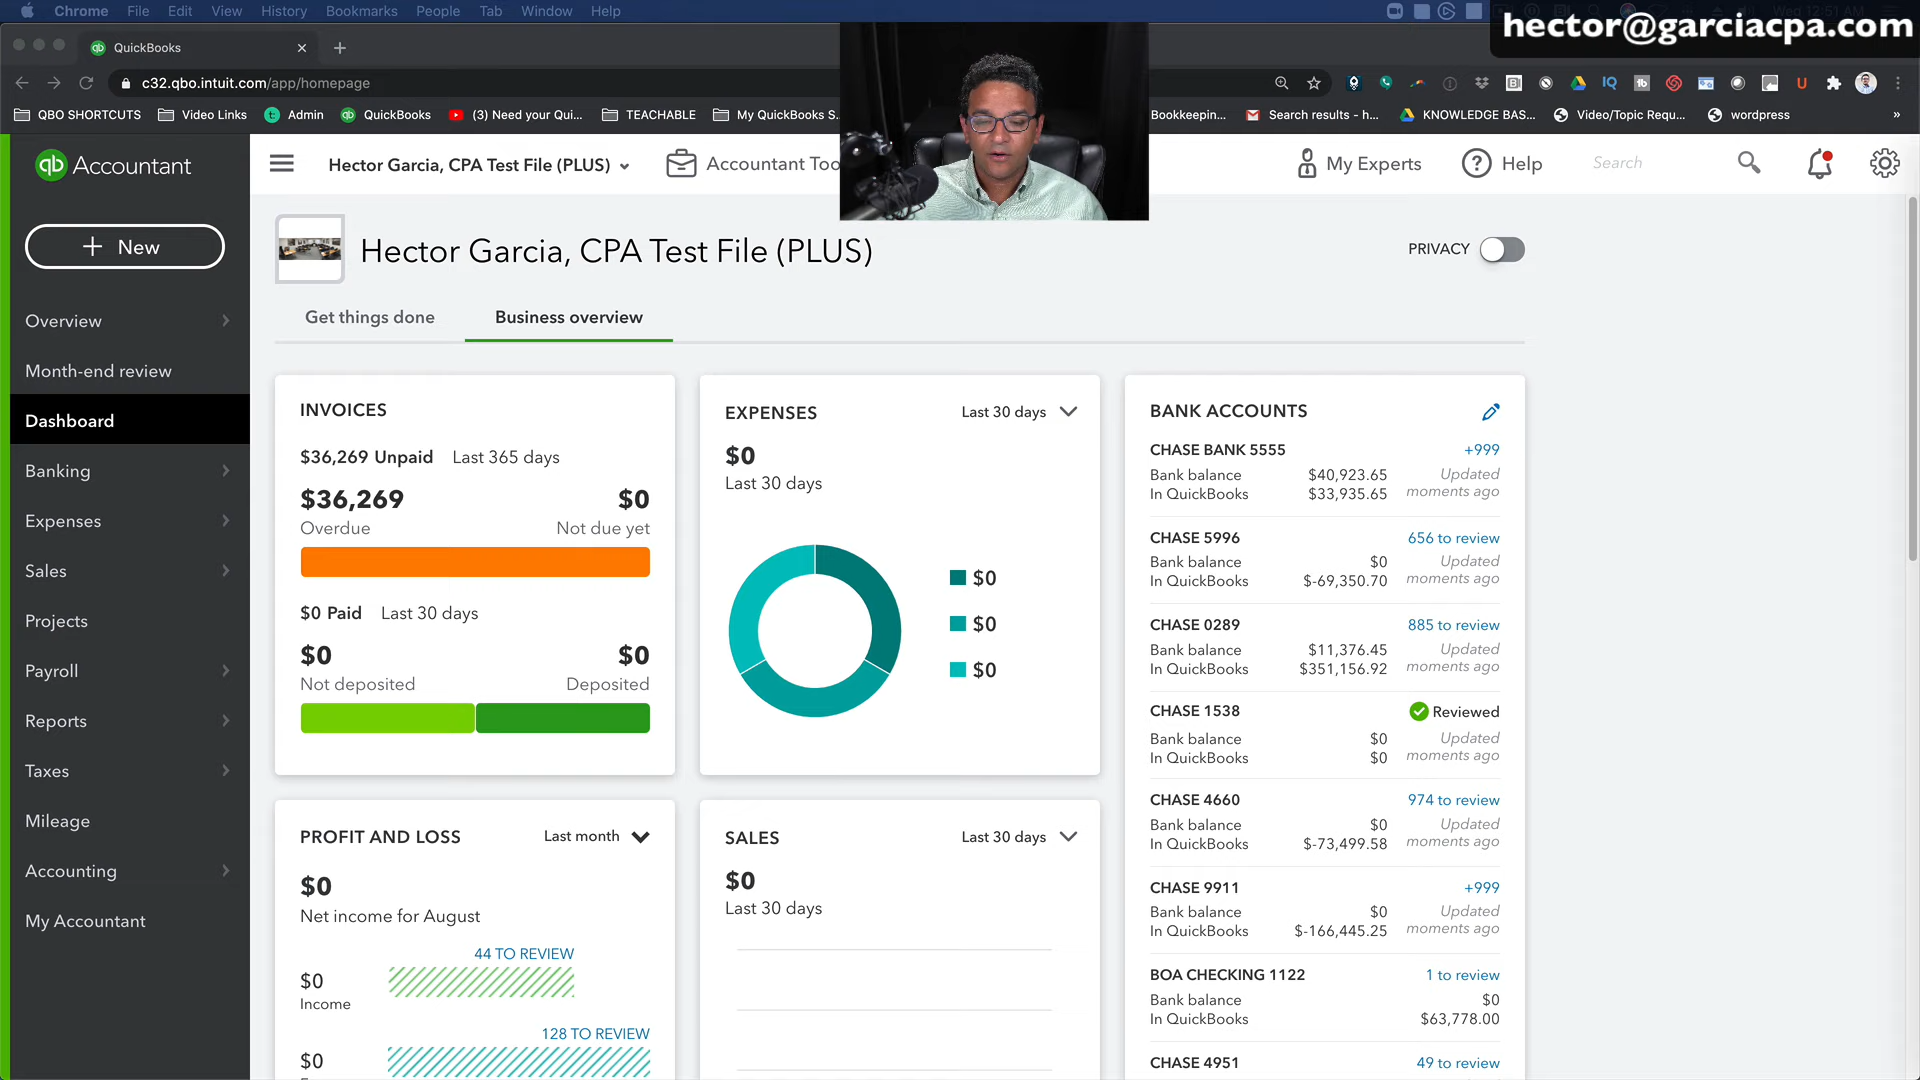 Chrome File Edit View History Bookmarks People Tab Window Help
hector@garciacpa.com
QuickBooks
c32.qbo.intuit.com/app/homepage
QBO SHORTCUTS Video Links Admin QuickBooks (3) Need your Qui... TEACHABLE My QuickBooks S... Bookkeepin... Search results - h... KNOWLEDGE BAS... Video/Topic Requ... wordpress
qb Accountant
Hector Garcia, CPA Test File (PLUS) Accountant Too My Experts Help Search
+ New
Overview
Month-end review
Dashboard
Banking
Expenses
Sales
Projects
Payroll
Reports
Taxes
Mileage
Accounting
My Accountant
Hector Garcia, CPA Test File (PLUS)
PRIVACY
Get things done Business overview
INVOICES
$36,269 Unpaid Last 365 days
$36,269 $0
Overdue Not due yet
$0 Paid Last 30 days
$0 $0
Not deposited Deposited
EXPENSES Last 30 days
$0
Last 30 days
$0
$0
$0
BANK ACCOUNTS
CHASE BANK 5555 +999
Bank balance $40,923.65 Updated
In QuickBooks $33,935.65 moments ago
CHASE 5996 656 to review
Bank balance $0 Updated
In QuickBooks $-69,350.70 moments ago
CHASE 0289 885 to review
Bank balance $11,376.45 Updated
In QuickBooks $351,156.92 moments ago
CHASE 1538 Reviewed
Bank balance $0 Updated
In QuickBooks $0 moments ago
CHASE 4660 974 to review
Bank balance $0 Updated
In QuickBooks $-73,499.58 moments ago
CHASE 9911 +999
Bank balance $0 Updated
In QuickBooks $-166,445.25 moments ago
BOA CHECKING 1122 1 to review
Bank balance $0
In QuickBooks $63,778.00
CHASE 4951 49 to review
PROFIT AND LOSS Last month
$0
Net income for August
44 TO REVIEW
$0
Income
128 TO REVIEW
$0
SALES Last 30 days
$0
Last 30 days